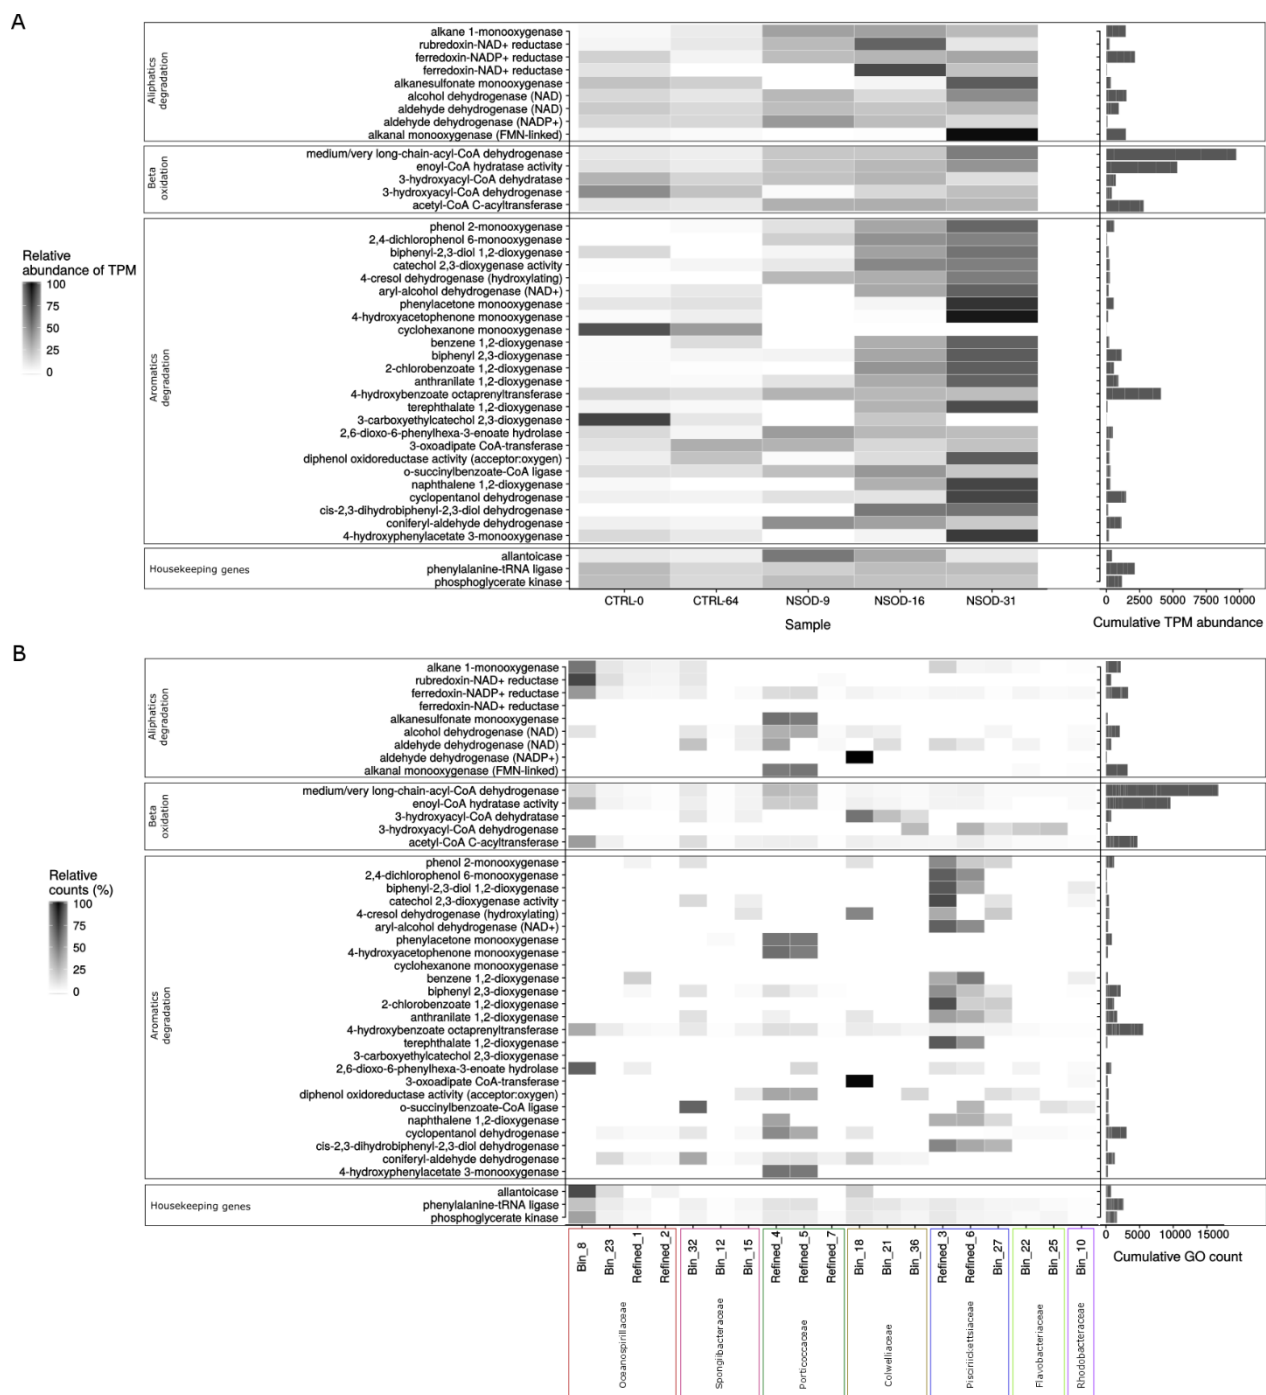 A
Aliphatics
degradation
alkane 1-monooxygenase
rubredoxin-NAD+ reductase
ferredoxin-NADP+ reductase
ferredoxin-NAD+ reductase
alkanesulfonate monooxygenase
alcohol dehydrogenase (NAD)
aldehyde dehydrogenase (NAD)
aldehyde dehydrogenase (NADP+)
alkanal monooxygenase (FMN-linked)
Beta
oxidation
medium/very long-chain-acyl-CoA dehydrogenase
enoyl-CoA hydratase activity
3-hydroxyacyl-CoA dehydratase
3-hydroxyacyl-CoA dehydrogenase
acetyl-CoA C-acyltransferase
Relative
abundance of TPM
100
75
50
25
0
Aromatics
degradation
phenol 2-monooxygenase
2,4-dichlorophenol 6-monooxygenase
biphenyl-2,3-diol 1,2-dioxygenase
catechol 2,3-dioxygenase activity
4-cresol dehydrogenase (hydroxylating)
aryl-alcohol dehydrogenase (NAD+)
phenylacetone monooxygenase
4-hydroxyacetophenone monooxygenase
cyclohexanone monooxygenase
benzene 1,2-dioxygenase
biphenyl 2,3-dioxygenase
2-chlorobenzoate 1,2-dioxygenase
anthranilate 1,2-dioxygenase
4-hydroxybenzoate octaprenyltransferase
terephthalate 1,2-dioxygenase
3-carboxyethylcatechol 2,3-dioxygenase
2,6-dioxo-6-phenylhexa-3-enoate hydrolase
3-oxoadipate CoA-transferase
diphenol oxidoreductase activity (acceptor:oxygen)
o-succinylbenzoate-CoA ligase
naphthalene 1,2-dioxygenase
cyclopentanol dehydrogenase
cis-2,3-dihydrobiphenyl-2,3-diol dehydrogenase
coniferyl-aldehyde dehydrogenase
4-hydroxyphenylacetate 3-monooxygenase
Housekeeping genes
allantoicase
phenylalanine-tRNA ligase
phosphoglycerate kinase
CTRL-0 CTRL-64 NSOD-9 NSOD-16 NSOD-31
Sample
0 2500 5000 7500 10000
Cumulative TPM abundance
B
Aliphatics
degradation
alkane 1-monooxygenase
rubredoxin-NAD+ reductase
ferredoxin-NADP+ reductase
ferredoxin-NAD+ reductase
alkanesulfonate monooxygenase
alcohol dehydrogenase (NAD)
aldehyde dehydrogenase (NAD)
aldehyde dehydrogenase (NADP+)
alkanal monooxygenase (FMN-linked)
Beta
oxidation
medium/very long-chain-acyl-CoA dehydrogenase
enoyl-CoA hydratase activity
3-hydroxyacyl-CoA dehydratase
3-hydroxyacyl-CoA dehydrogenase
acetyl-CoA C-acyltransferase
Relative
counts (%)
100
75
50
25
0
Aromatics
degradation
phenol 2-monooxygenase
2,4-dichlorophenol 6-monooxygenase
biphenyl-2,3-diol 1,2-dioxygenase
catechol 2,3-dioxygenase activity
4-cresol dehydrogenase (hydroxylating)
aryl-alcohol dehydrogenase (NAD+)
phenylacetone monooxygenase
4-hydroxyacetophenone monooxygenase
cyclohexanone monooxygenase
benzene 1,2-dioxygenase
biphenyl 2,3-dioxygenase
2-chlorobenzoate 1,2-dioxygenase
anthranilate 1,2-dioxygenase
4-hydroxybenzoate octaprenyltransferase
terephthalate 1,2-dioxygenase
3-carboxyethylcatechol 2,3-dioxygenase
2,6-dioxo-6-phenylhexa-3-enoate hydrolase
3-oxoadipate CoA-transferase
diphenol oxidoreductase activity (acceptor:oxygen)
o-succinylbenzoate-CoA ligase
naphthalene 1,2-dioxygenase
cyclopentanol dehydrogenase
cis-2,3-dihydrobiphenyl-2,3-diol dehydrogenase
coniferyl-aldehyde dehydrogenase
4-hydroxyphenylacetate 3-monooxygenase
Housekeeping genes
allantoicase
phenylalanine-tRNA ligase
phosphoglycerate kinase
Bin_8
Bin_23
Refined_1
Refined_2
Bin_32
Bin_12
Bin_15
Refined_4
Refined_5
Refined_7
Bin_18
Bin_21
Bin_36
Refined_3
Refined_6
Bin_27
Bin_22
Bin_25
Bin_10
0 5000 10000 15000
Cumulative GO count
Oceanospirillaceae
Spongiibacteraceae
Porticoccaceae
Colwelliaceae
Piscirickettsiaceae
Flavobacteriaceae
Rhodobacteraceae